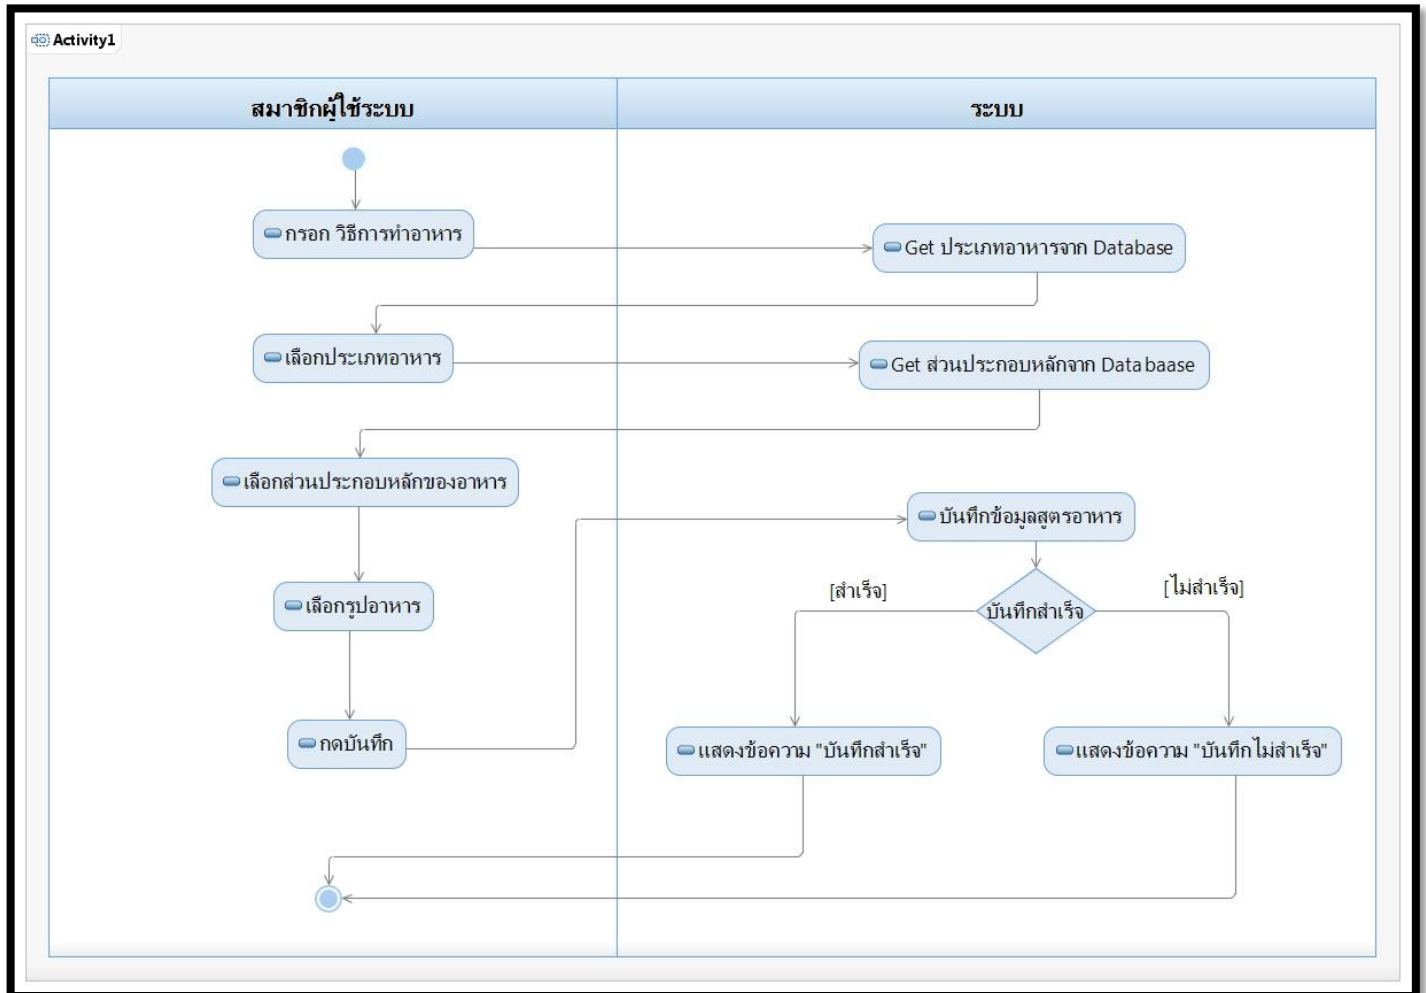 Activity1
สมาชิกผู้ใช้ระบบ
ระบบ
กรอก วิธีการทำอาหาร
Get ประเภทอาหารจาก Database
เลือกประเภทอาหาร
Get ส่วนประกอบหลักจาก Databaase
เลือกส่วนประกอบหลักของอาหาร
บันทึกข้อมูลสูตรอาหาร
[สำเร็จ]
[ไม่สำเร็จ]
เลือกรูปอาหาร
บันทึกสำเร็จ
กดบันทึก
แสดงข้อความ "บันทึกสำเร็จ"
แสดงข้อความ "บันทึกไม่สำเร็จ"